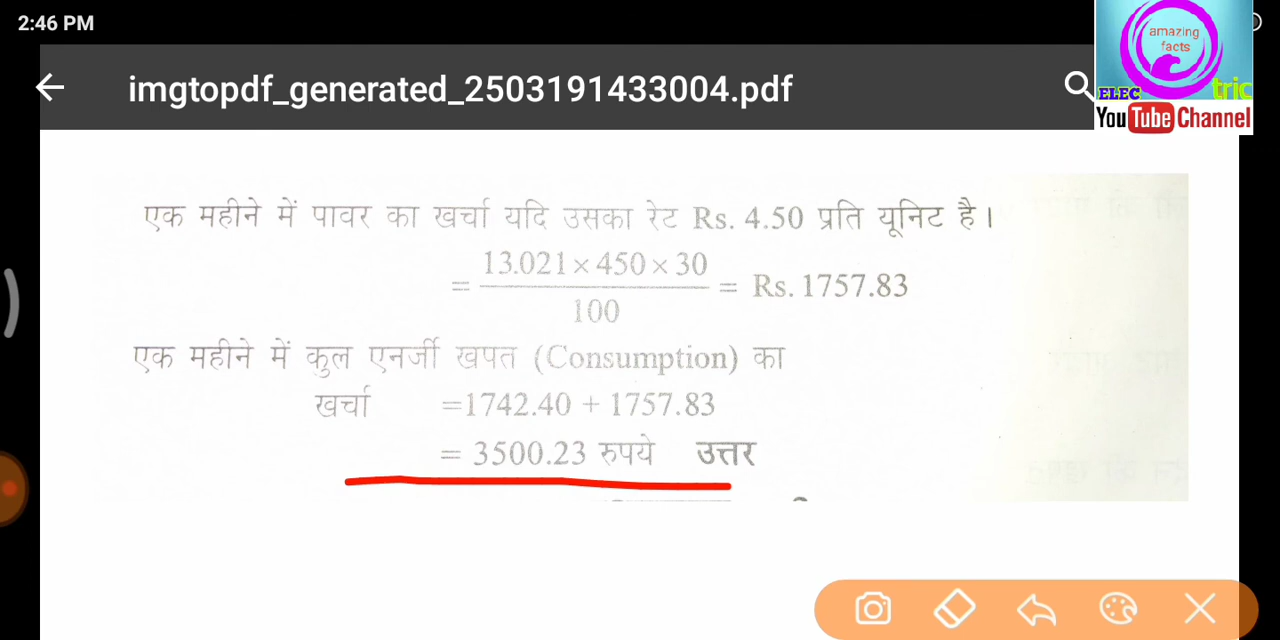 2:46 PM
imgtopdf_generated_2503191433004.pdf
amazing
facts
ELEC tric
YouTube Channel
एक महीने में पावर का खर्चा यदि उसका रेट Rs. 4.50 प्रति यूनिट है।
= 13.021 × 450 × 30 / 100 = Rs. 1757.83
एक महीने में कुल एनर्जी खपत (Consumption) का
खर्चा =1742.40 + 1757.83
= 3500.23 रुपये उत्तर